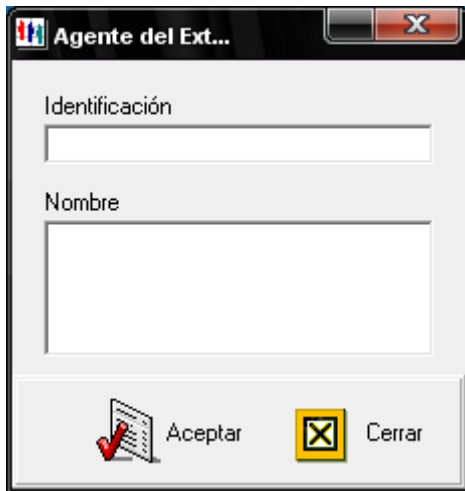 Agente del Ext...
Identificación
Nombre
Aceptar
Cerrar